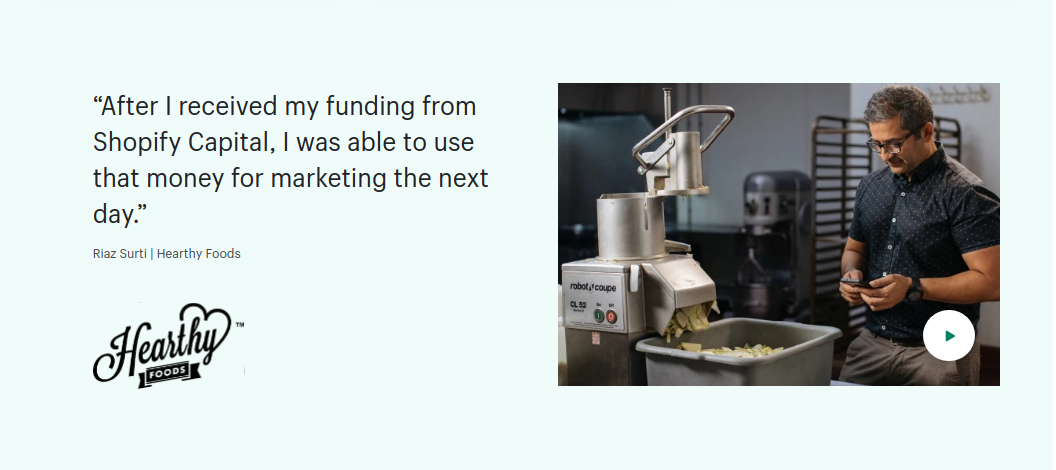 “After I received my funding from
Shopify Capital, I was able to use
that money for marketing the next
day.”
Riaz Surti | Hearthy Foods
Hearthy™
FOODS
robot coupe
CL 52